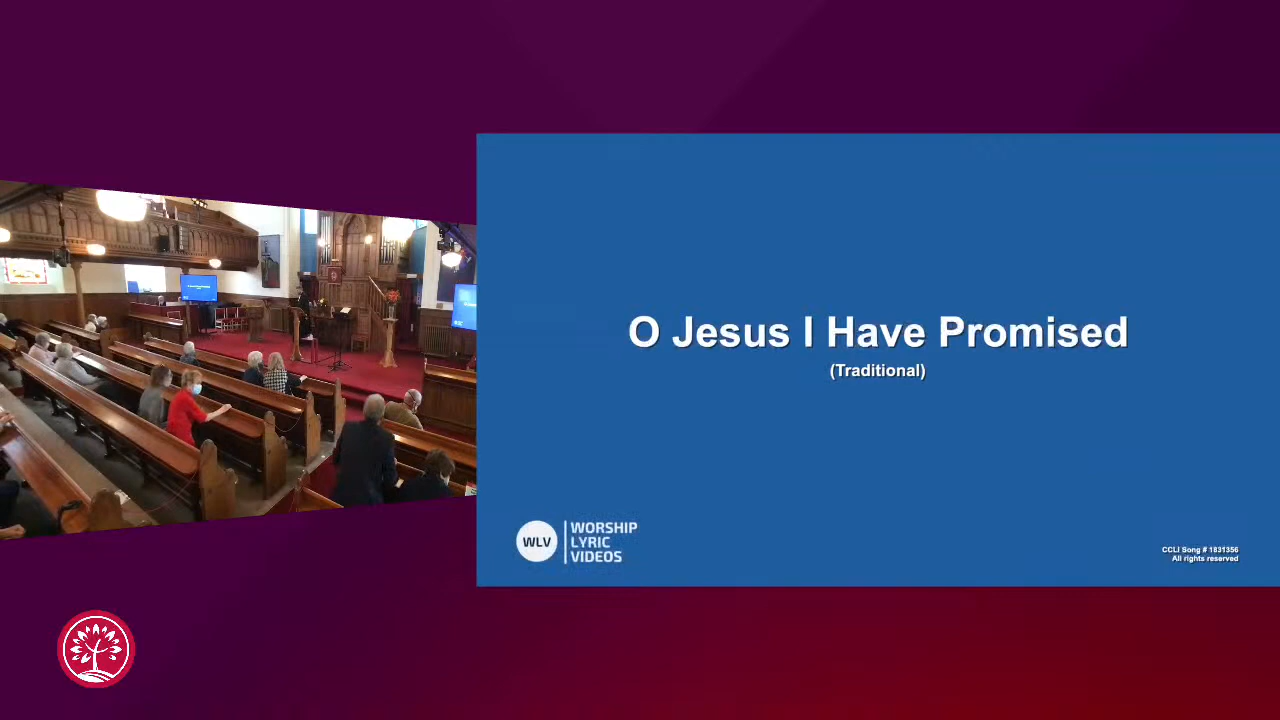 O Jesus I Have Promised
(Traditional)
WLV
WORSHIP
LYRIC
VIDEOS
CCLI Song # 1831356
All rights reserved